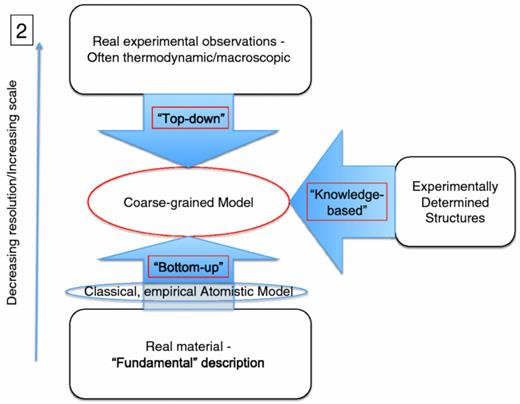 2
Real experimental observations -
Often thermodynamic/macroscopic
“Top-down”
Decreasing resolution/Increasing scale
Coarse-grained Model
“Knowledge-
based”
Experimentally
Determined
Structures
“Bottom-up”
Classical, empirical Atomistic Model
Real material -
“Fundamental” description